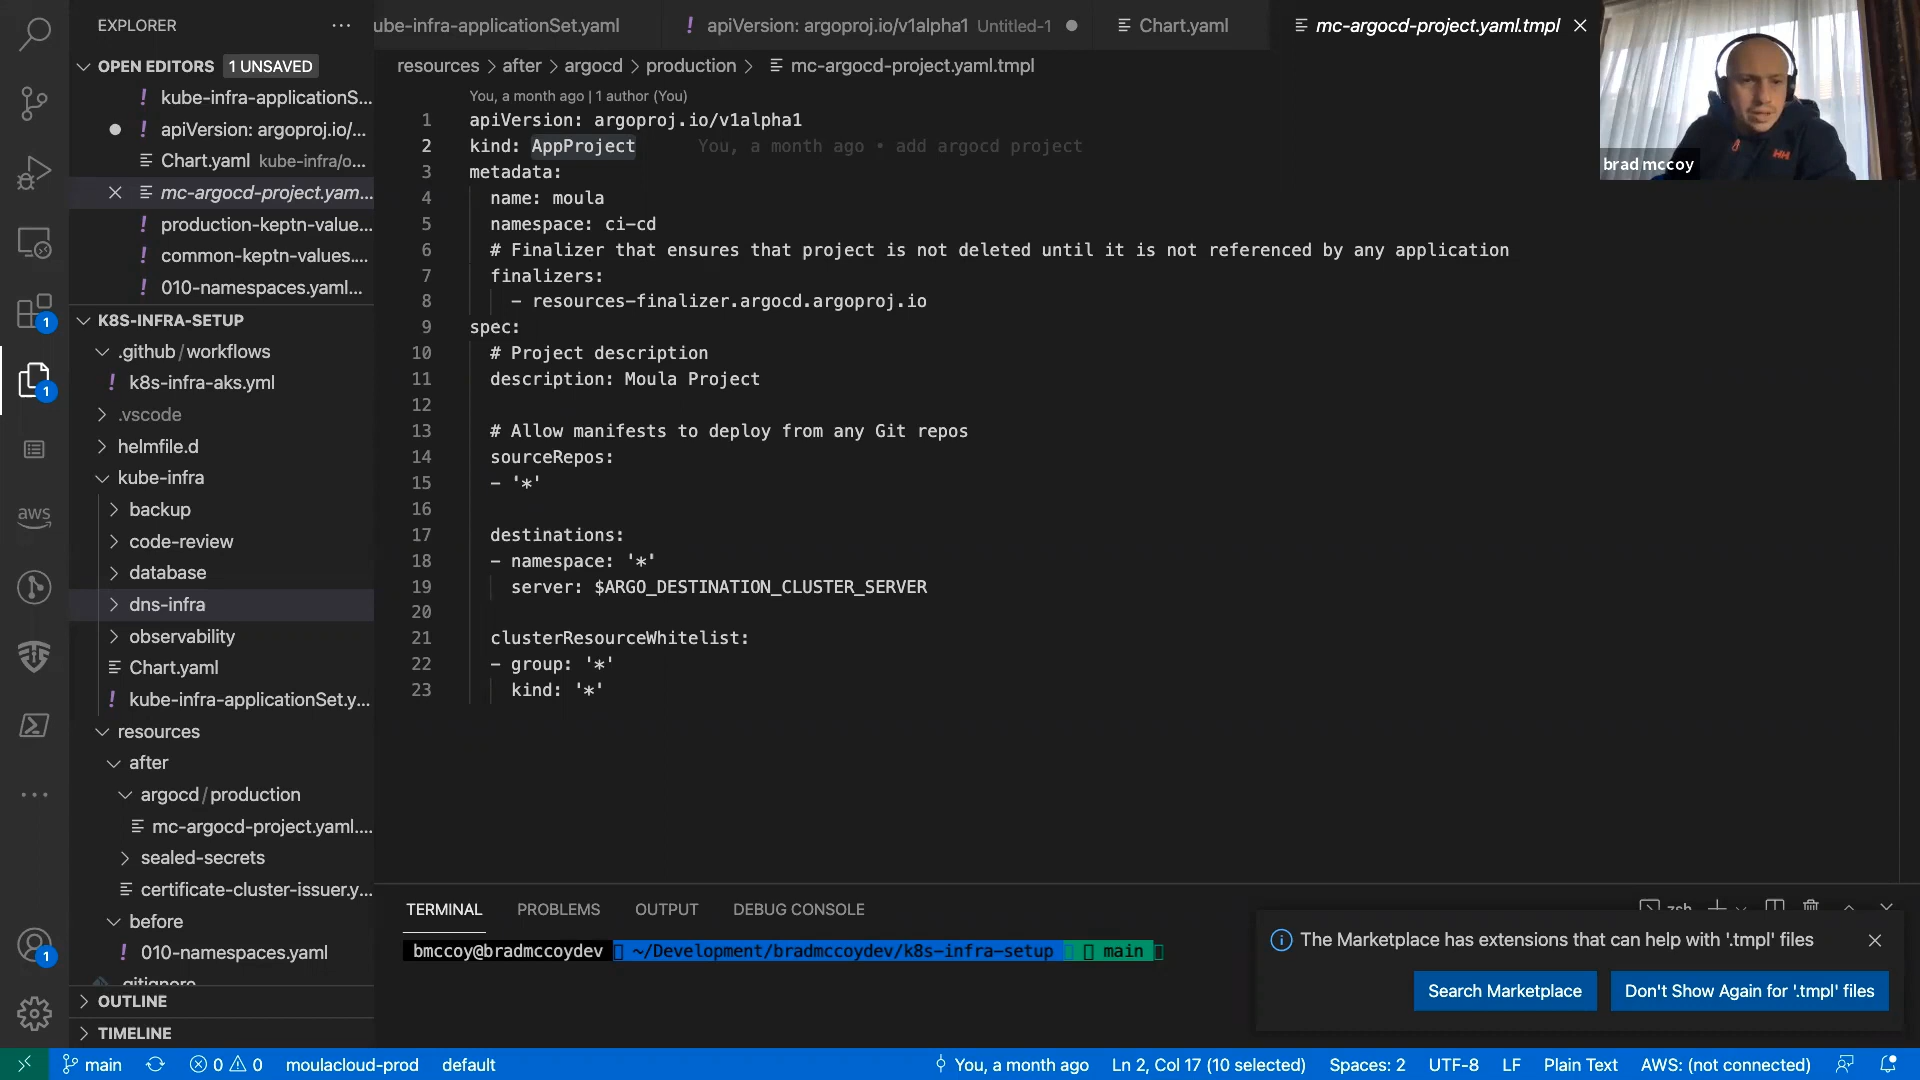 EXPLORER
OPEN EDITORS 1 UNSAVED
kube-infra-applicationS...
apiVersion: argoproj.io/...
Chart.yaml kube-infra/o...
mc-argocd-project.yam...
production-keptn-value...
common-keptn-values....
010-namespaces.yaml...
K8S-INFRA-SETUP
.github/workflows
k8s-infra-aks.yml
.vscode
helmfile.d
kube-infra
backup
code-review
database
dns-infra
observability
Chart.yaml
kube-infra-applicationSet.y...
resources
after
argocd/production
mc-argocd-project.yaml....
sealed-secrets
certificate-cluster-issuer.y...
before
010-namespaces.yaml
.gitignore
OUTLINE
TIMELINE
aws
1
1
1
kube-infra-applicationSet.yaml
apiVersion: argoproj.io/v1alpha1 Untitled-1
Chart.yaml
mc-argocd-project.yaml.tmpl
resources > after > argocd > production > mc-argocd-project.yaml.tmpl
You, a month ago | 1 author (You)
1 apiVersion: argoproj.io/v1alpha1
2 kind: AppProject You, a month ago • add argocd project
3 metadata:
4 name: moula
5 namespace: ci-cd
6 # Finalizer that ensures that project is not deleted until it is not referenced by any application
7 finalizers:
8 - resources-finalizer.argocd.argoproj.io
9 spec:
10 # Project description
11 description: Moula Project
12
13 # Allow manifests to deploy from any Git repos
14 sourceRepos:
15 - '*'
16
17 destinations:
18 - namespace: '*'
19 server: $ARGO_DESTINATION_CLUSTER_SERVER
20
21 clusterResourceWhitelist:
22 - group: '*'
23 kind: '*'
brad mccoy
HH
TERMINAL PROBLEMS OUTPUT DEBUG CONSOLE
zsh
bmccoy@bradmccoydev ~/Development/bradmccoydev/k8s-infra-setup main
The Marketplace has extensions that can help with '.tmpl' files
Search Marketplace
Don't Show Again for '.tmpl' files
main 0 0 moulacloud-prod default You, a month ago Ln 2, Col 17 (10 selected) Spaces: 2 UTF-8 LF Plain Text AWS: (not connected)